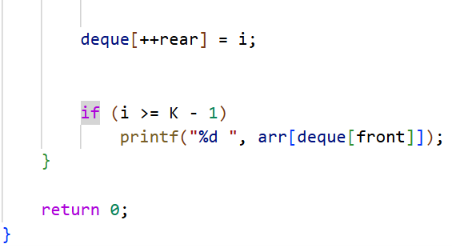 deque[++rear] = i;
if (i >= K - 1)
printf("%d ", arr[deque[front]]);
}
return 0;
}